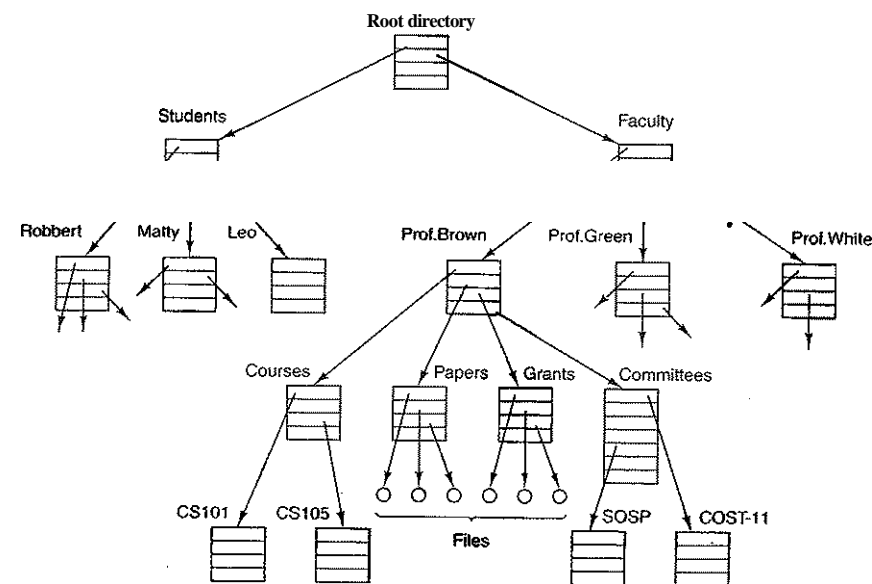 Root directory
Students
Faculty
Robbert
Matty
Leo
Prof.Brown
Prof.Green
Prof.White
Courses
Papers
Grants
Committees
CS101
CS105
Files
SOSP
COST-11